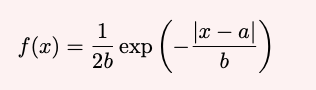 f(x) = \frac{1}{2b} \exp\left(-\frac{|x - a|}{b}\right)